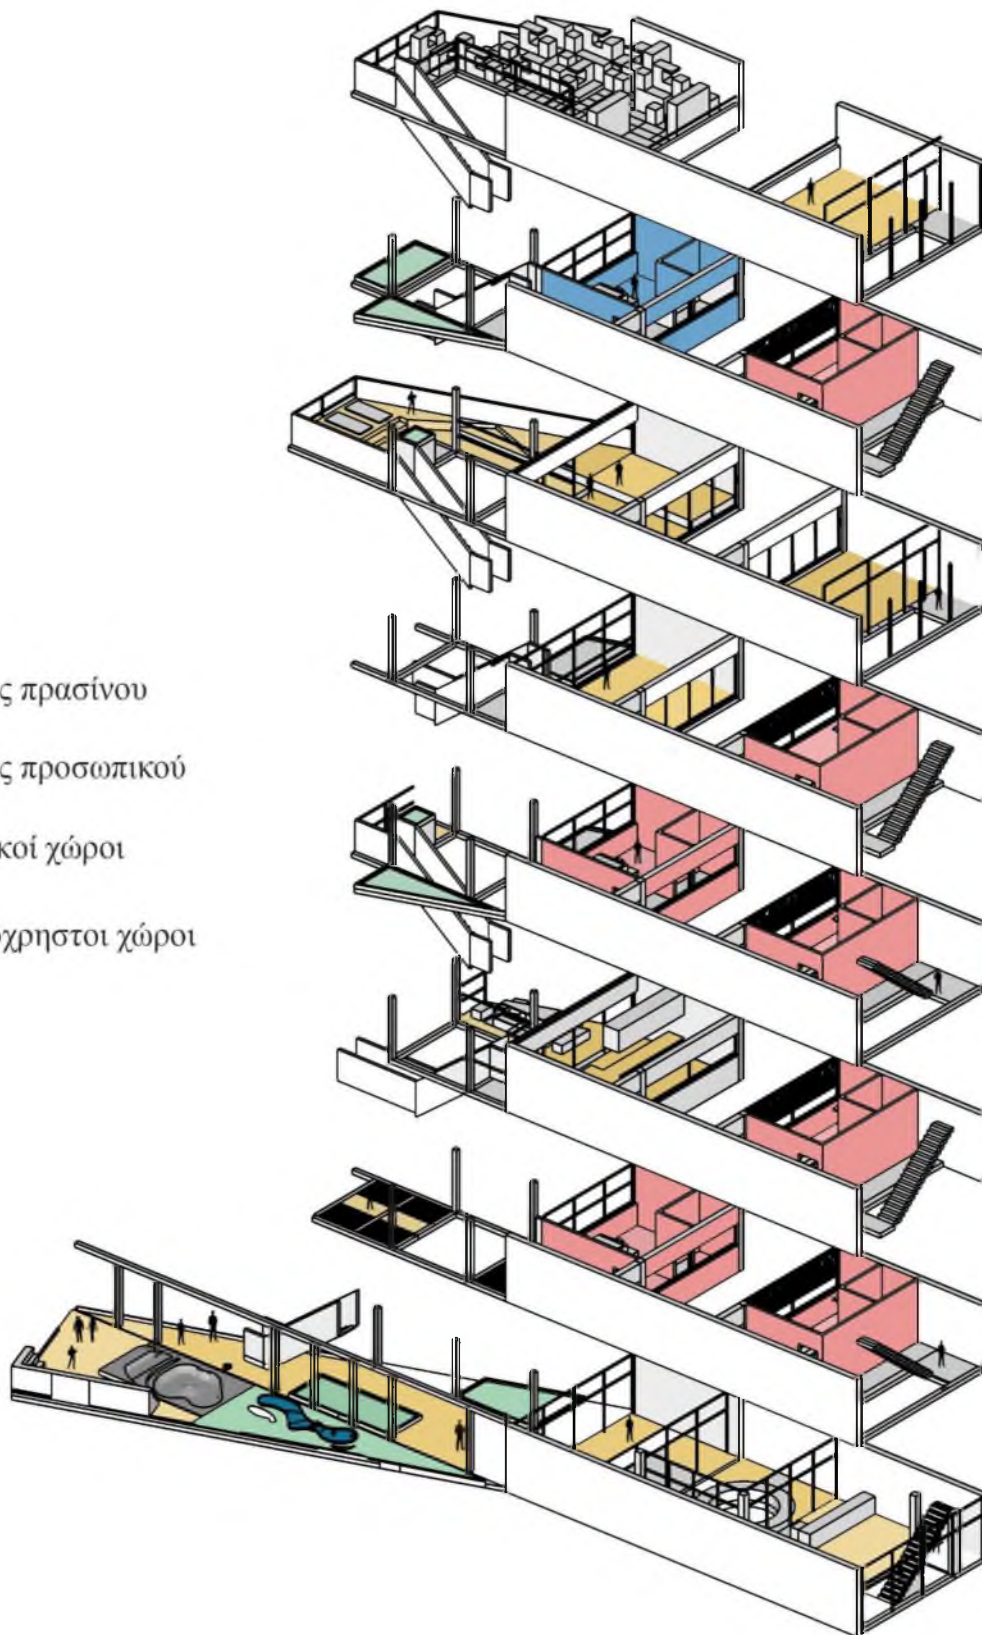 ς πρασίνου
ς προσωπικού
κοί χώροι
χρηστοι χώροι